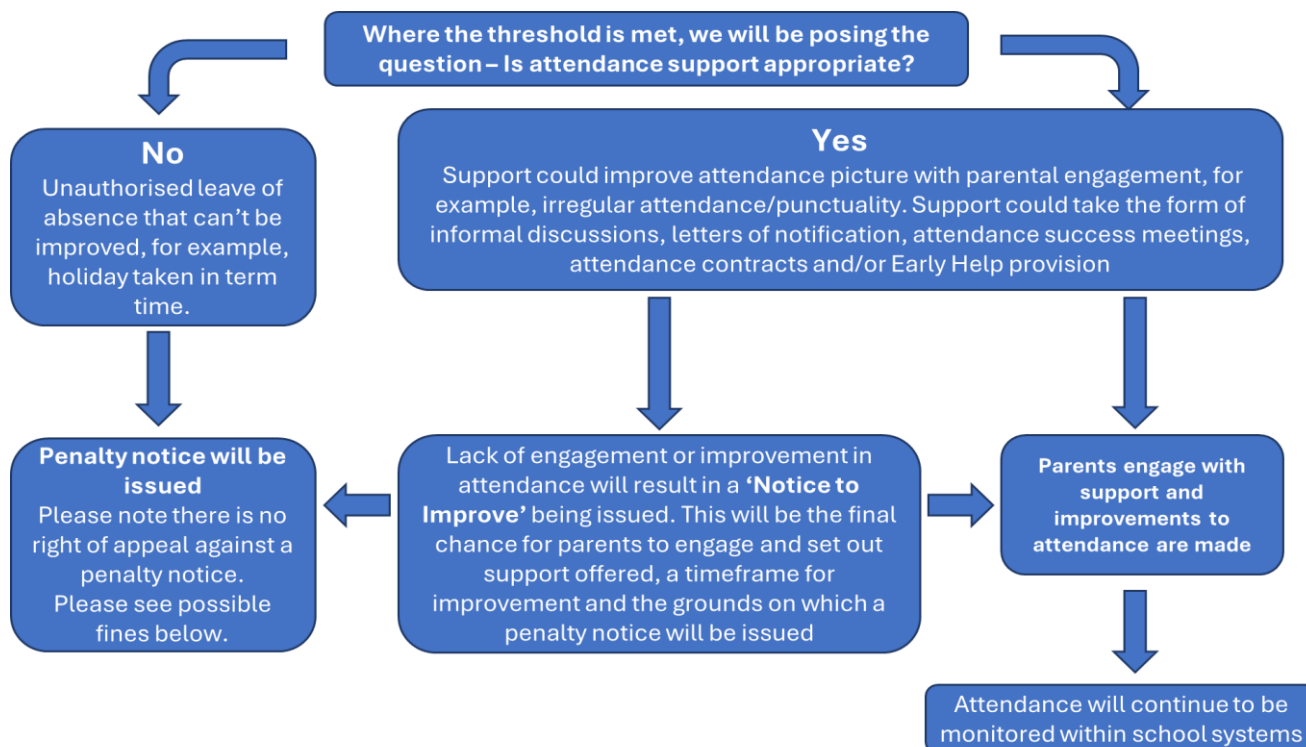 Where the threshold is met, we will be posing the
question – Is attendance support appropriate?
No
Unauthorised leave of
absence that can’t be
improved, for example,
holiday taken in term
time.
Yes
Support could improve attendance picture with parental engagement, for
example, irregular attendance/punctuality. Support could take the form of
informal discussions, letters of notification, attendance success meetings,
attendance contracts and/or Early Help provision
Penalty notice will be
issued
Please note there is no
right of appeal against a
penalty notice.
Please see possible
fines below.
Lack of engagement or improvement in
attendance will result in a ‘Notice to
Improve’ being issued. This will be the final
chance for parents to engage and set out
support offered, a timeframe for
improvement and the grounds on which a
penalty notice will be issued
Parents engage with
support and
improvements to
attendance are made
Attendance will continue to be
monitored within school systems